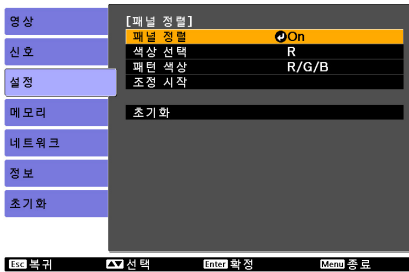 영상
신호
설정
메모리
네트워크
정보
초기화
[패널 정렬]
패널 정렬 On
색상 선택 R
패턴 색상 R/G/B
조정 시작
초기화
Esc 복귀 선택 Enter 확정 Menu 종료